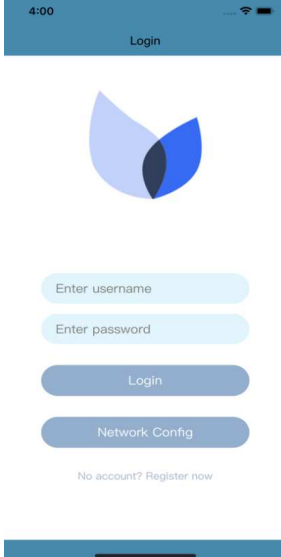 4:00
Login
Enter username
Enter password
Login
Network Config
No account? Register now